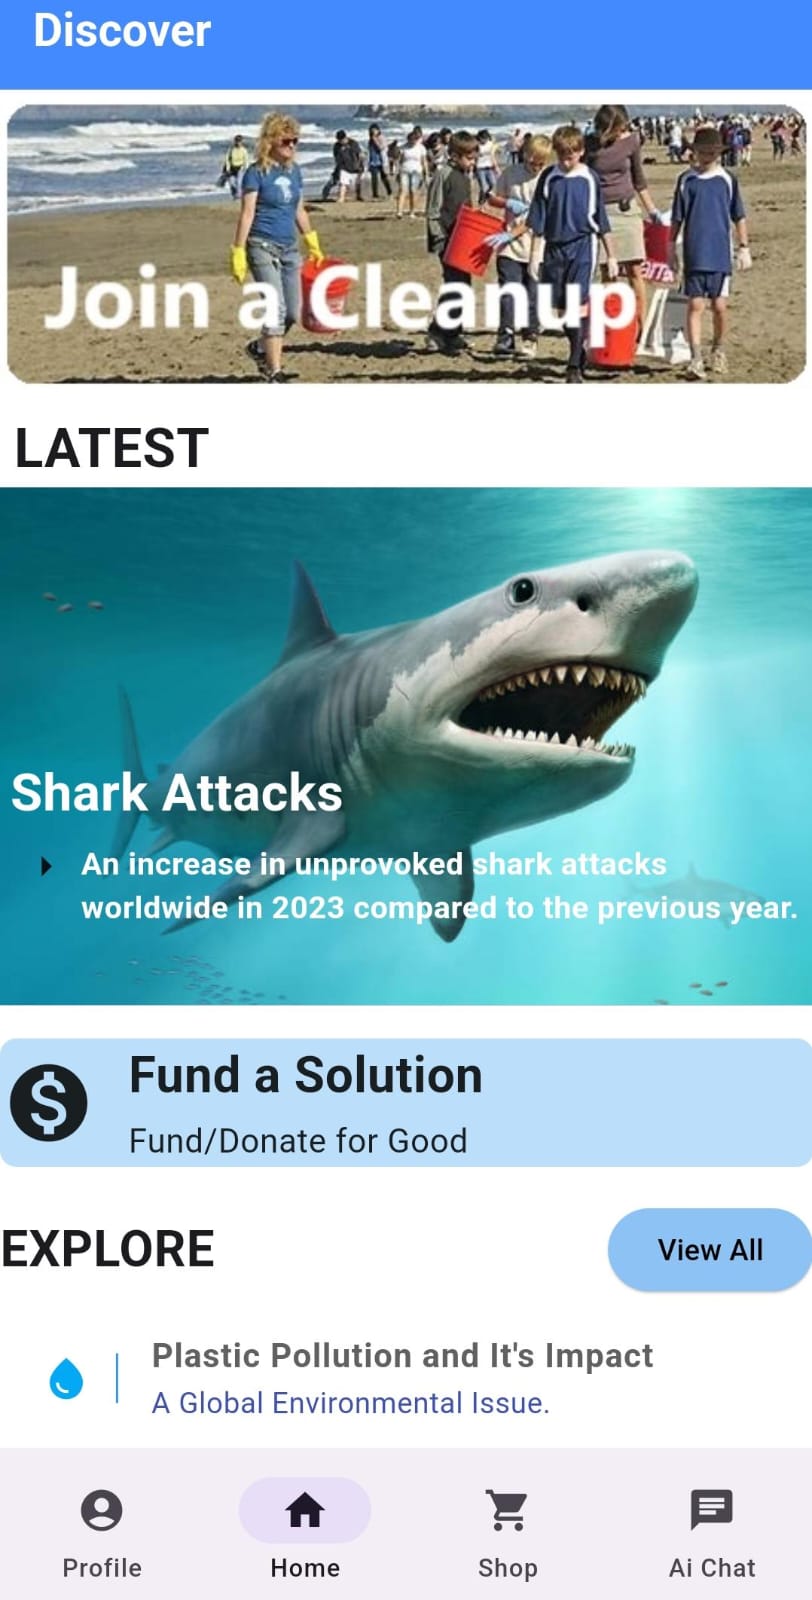 Discover
Join a Cleanup
LATEST
Shark Attacks
An increase in unprovoked shark attacks
worldwide in 2023 compared to the previous year.
Fund a Solution
Fund/Donate for Good
EXPLORE
View All
Plastic Pollution and It's Impact
A Global Environmental Issue.
Profile
Home
Shop
Ai Chat